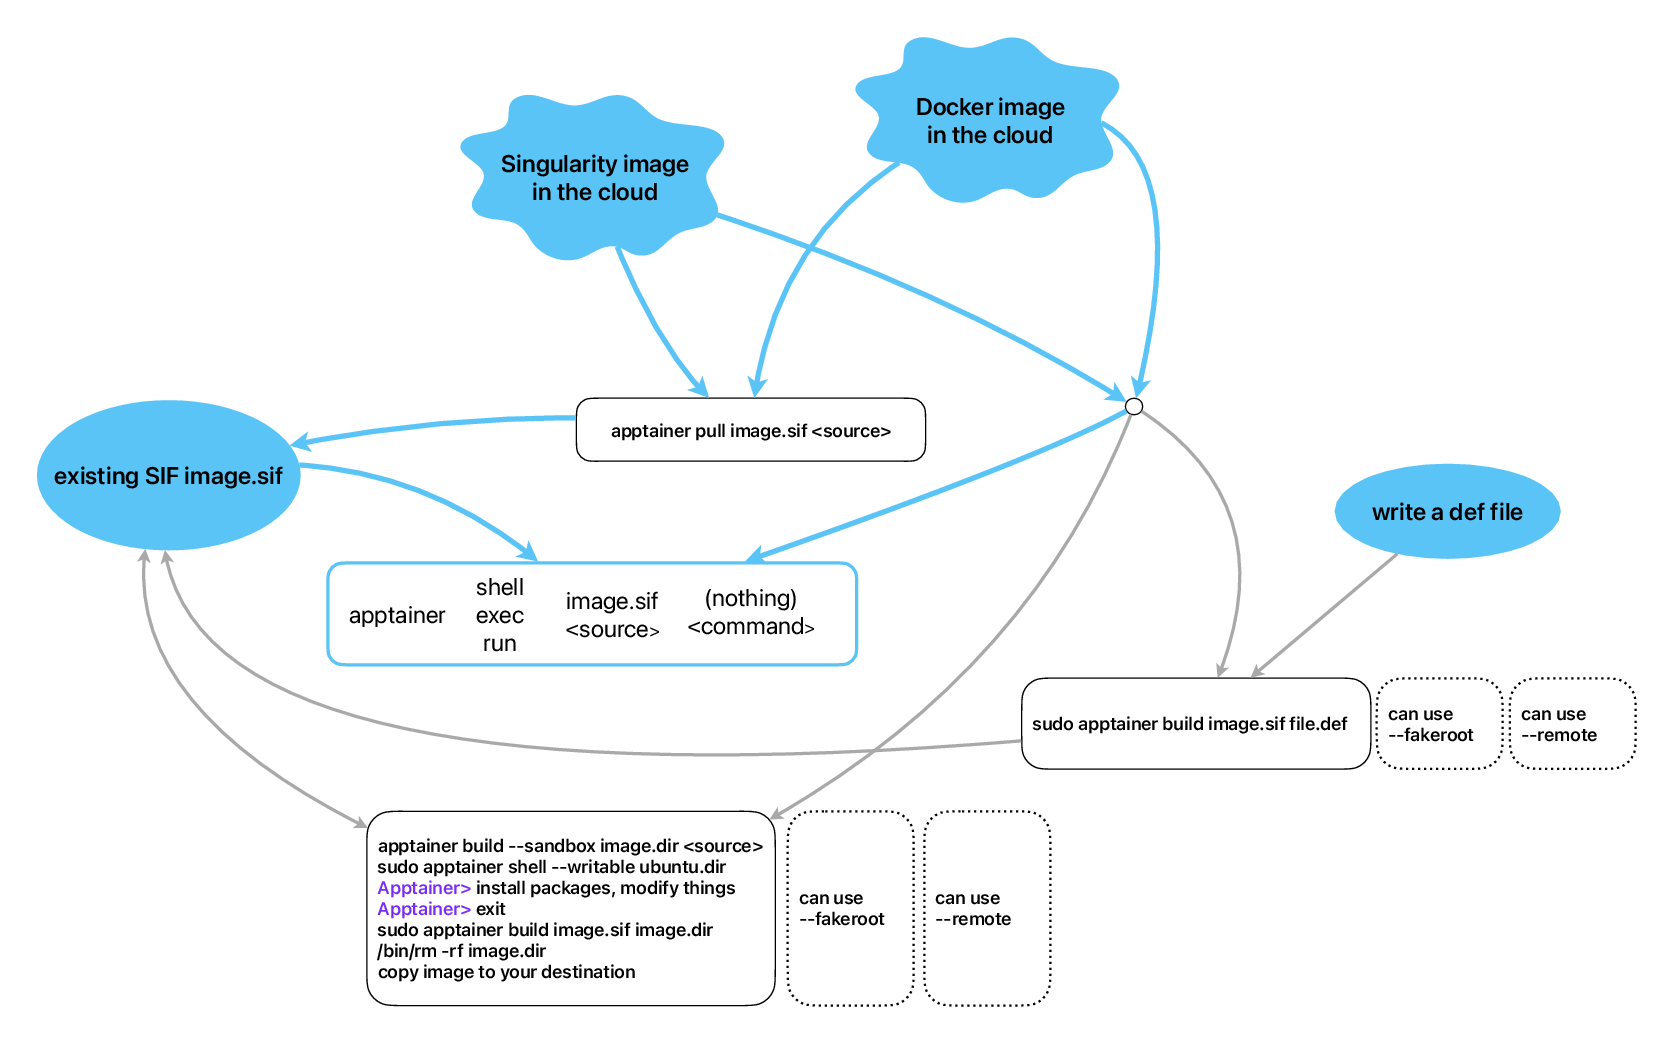 Docker image
in the cloud
Singularity image
in the cloud
apptainer pull image.sif <source>
existing SIF image.sif
write a def file
apptainer
shell
exec
run
image.sif
<source>
(nothing)
<command>
sudo apptainer build image.sif file.def
can use
--fakeroot
can use
--remote
apptainer build --sandbox image.dir <source>
sudo apptainer shell --writable ubuntu.dir
Apptainer> install packages, modify things
Apptainer> exit
sudo apptainer build image.sif image.dir
/bin/rm -rf image.dir
copy image to your destination
can use
--fakeroot
can use
--remote